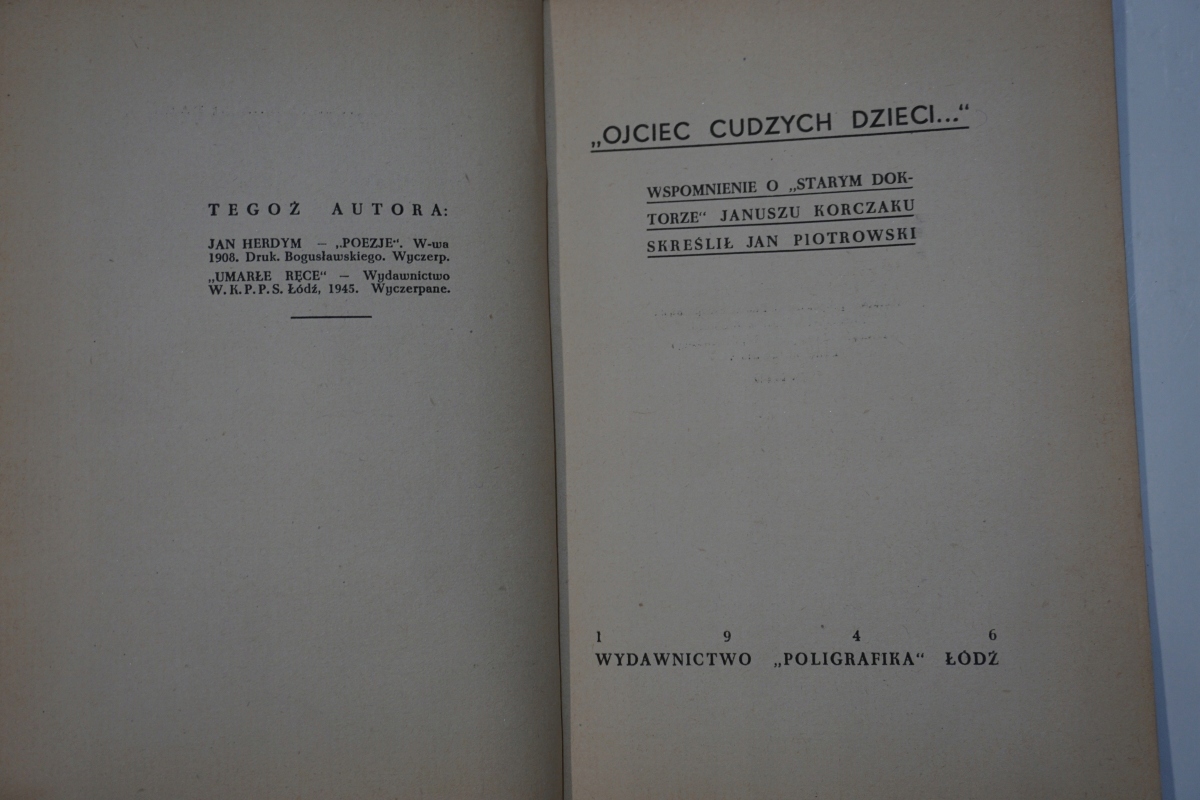 TEGOŻ AUTORA:
JAN HERDYM — „POEZJE“. W-wa
1908. Druk. Bogusławskiego. Wyczerp.
„UMARŁE RĘCE“ — Wydawnictwo
W. K. P. P. S. Łódź, 1945. Wyczerpane.
„OJCIEC CUDZYCH DZIECI...“
WSPOMNIENIE O „STARYM DOK-
TORZE“ JANUSZU KORCZAKU
SKREŚLIŁ JAN PIOTROWSKI
1 9 4 6
WYDAWNICTWO „POLIGRAFIKA“ ŁÓDŹ